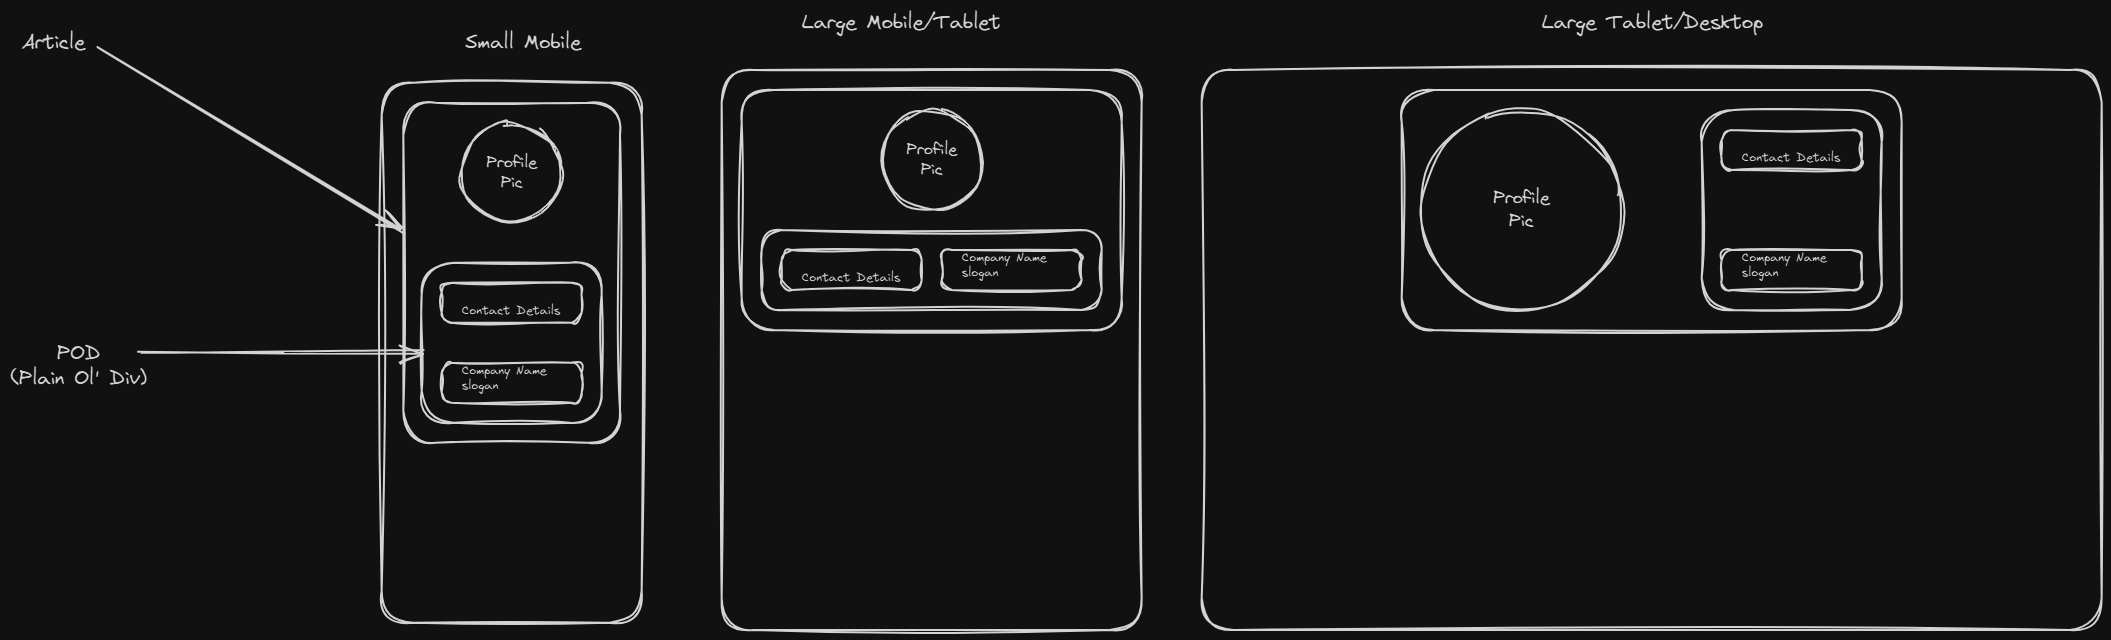 Article
POD
(Plain Ol' Div)
Small Mobile
Profile
Pic
Contact Details
Company Name
slogan
Large Mobile/Tablet
Profile
Pic
Contact Details
Company Name
slogan
Large Tablet/Desktop
Profile
Pic
Contact Details
Company Name
slogan